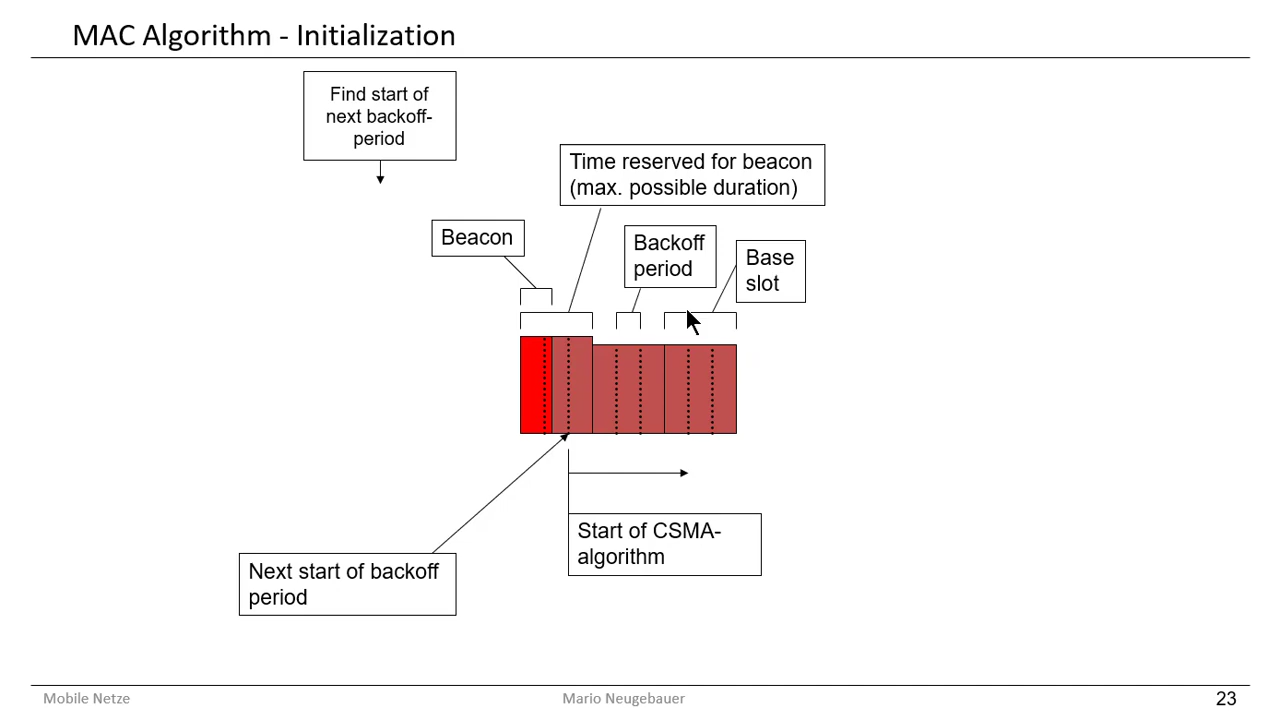 MAC Algorithm - Initialization
Find start of
next backoff-
period
Time reserved for beacon
(max. possible duration)
Beacon
Backoff
period
Base
slot
Start of CSMA-
algorithm
Next start of backoff
period
Mobile Netze
Mario Neugebauer
23